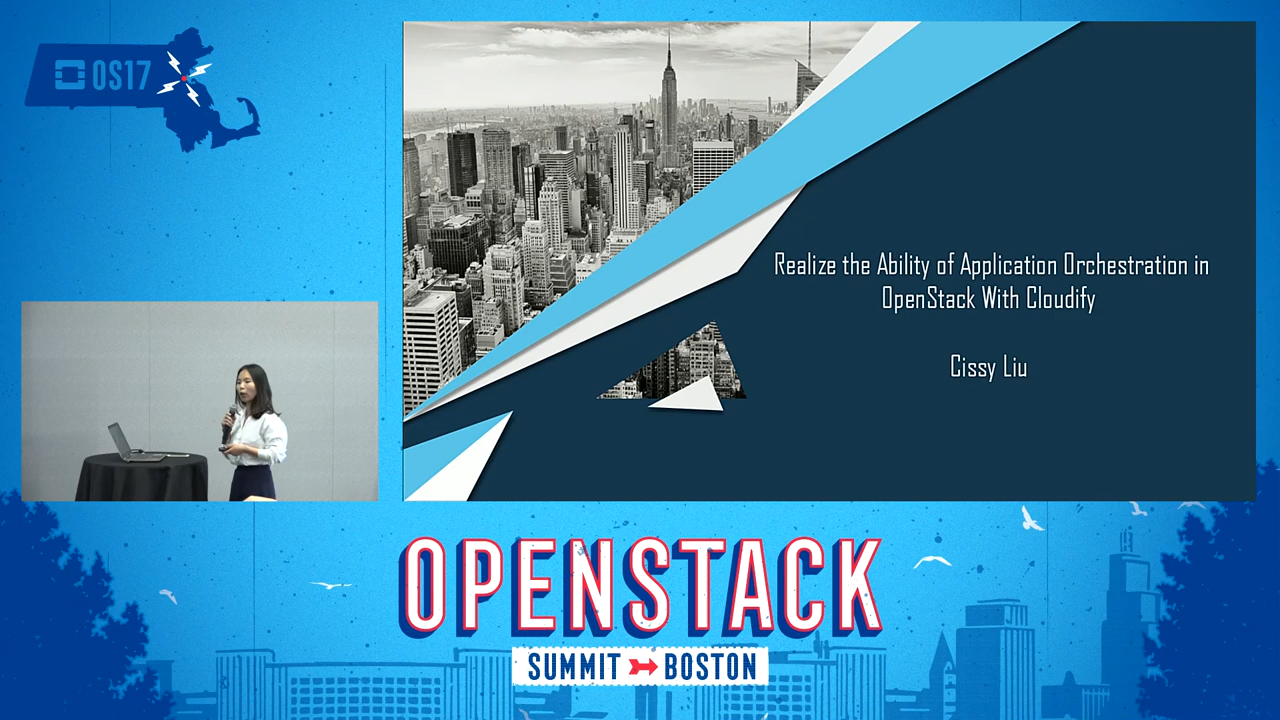 OS17
Realize the Ability of Application Orchestration in
OpenStack With Cloudify
Cissy Liu
OPENSTACK
SUMMIT BOSTON